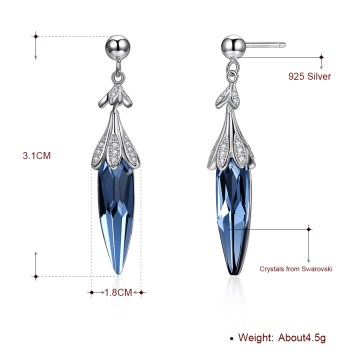 925 Silver
3.1CM
Crystals from Swarovski
1.8CM
Weight: About4.5g